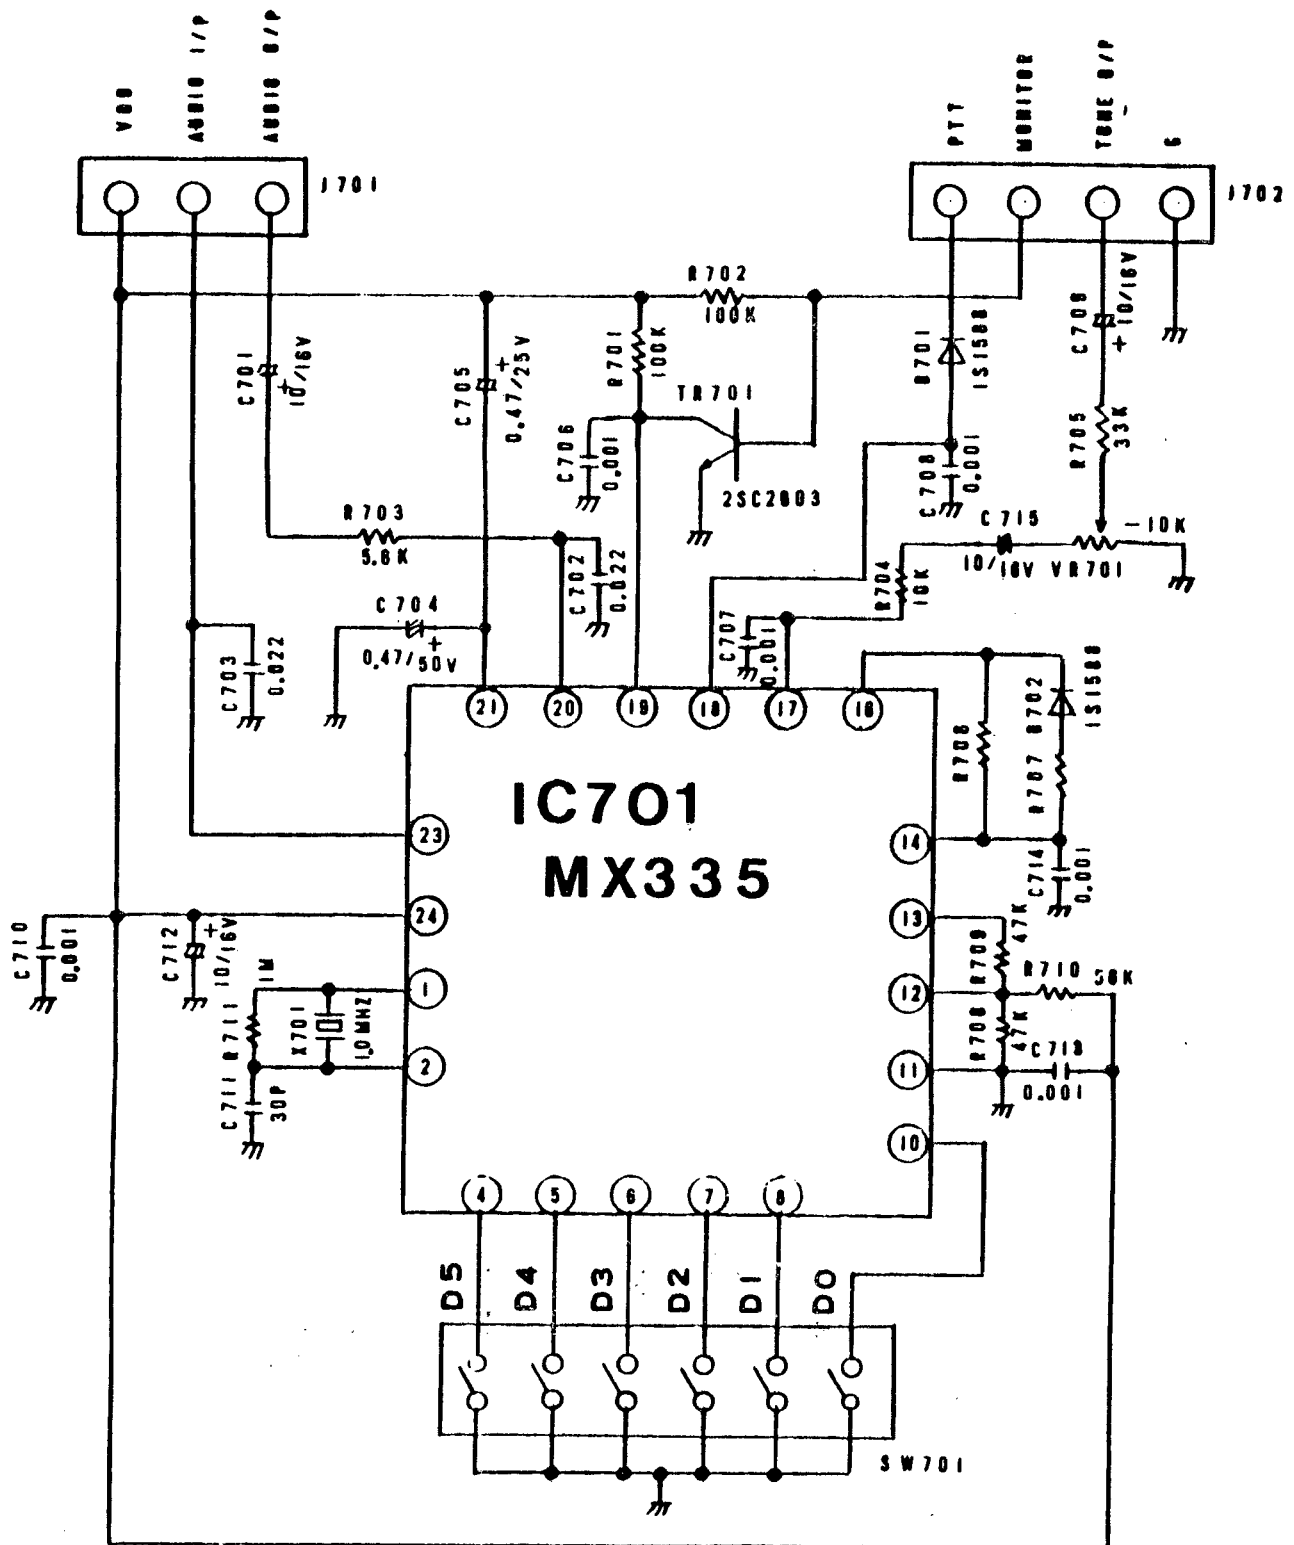 VDD
AUDIO I/P
AUDIO O/P
J701
PTT
MONITOR
TONE O/P
G
J702
R702
100K
C701
10/16V
+
C705
0.47/25V
+
R701
100K
TR701
2SC2603
C706
0.001
D701
1S1588
C709
10/16V
+
R705
33K
C708
0.001
R703
5.6K
C702
0.022
C715
10/16V
VR701
-10K
R704
10K
C704
0.47/50V
+
C703
0.022
C707
0.001
21
20
19
18
17
16
R706
R707
D702
1S1588
IC701
MX335
23
24
1
2
14
13
12
11
10
C714
0.001
C710
0.001
C712
10/16V
+
R711
1M
X701
1.0MHZ
C711
30P
R709
47K
R710
56K
R708
47K
C713
0.001
4
5
6
7
8
D5
D4
D3
D2
D1
D0
SW701